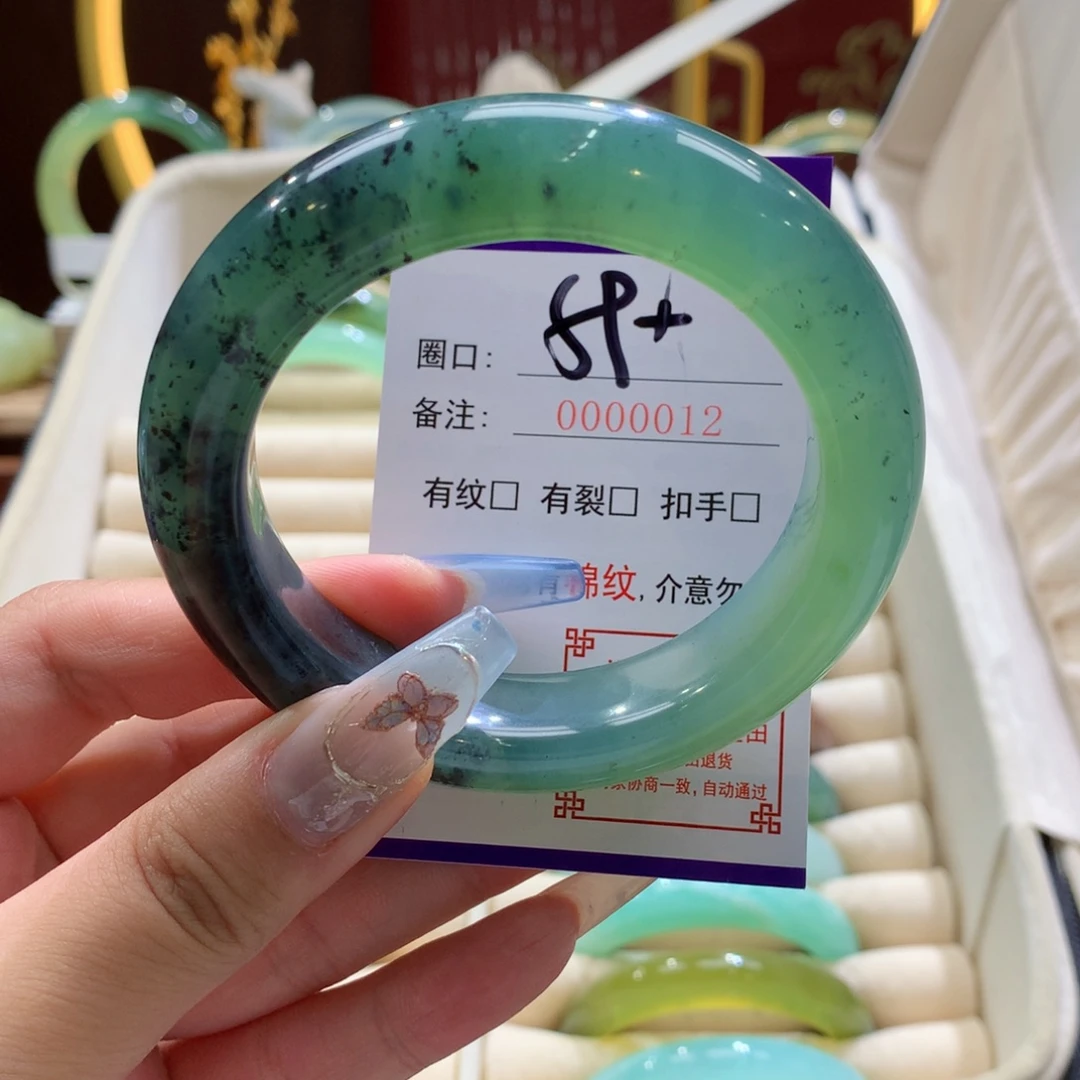 圈口:
备注: 0000012
有纹□ 有裂□ 扣手□
棉纹, 介意勿
出退货
协商一致, 自动通过